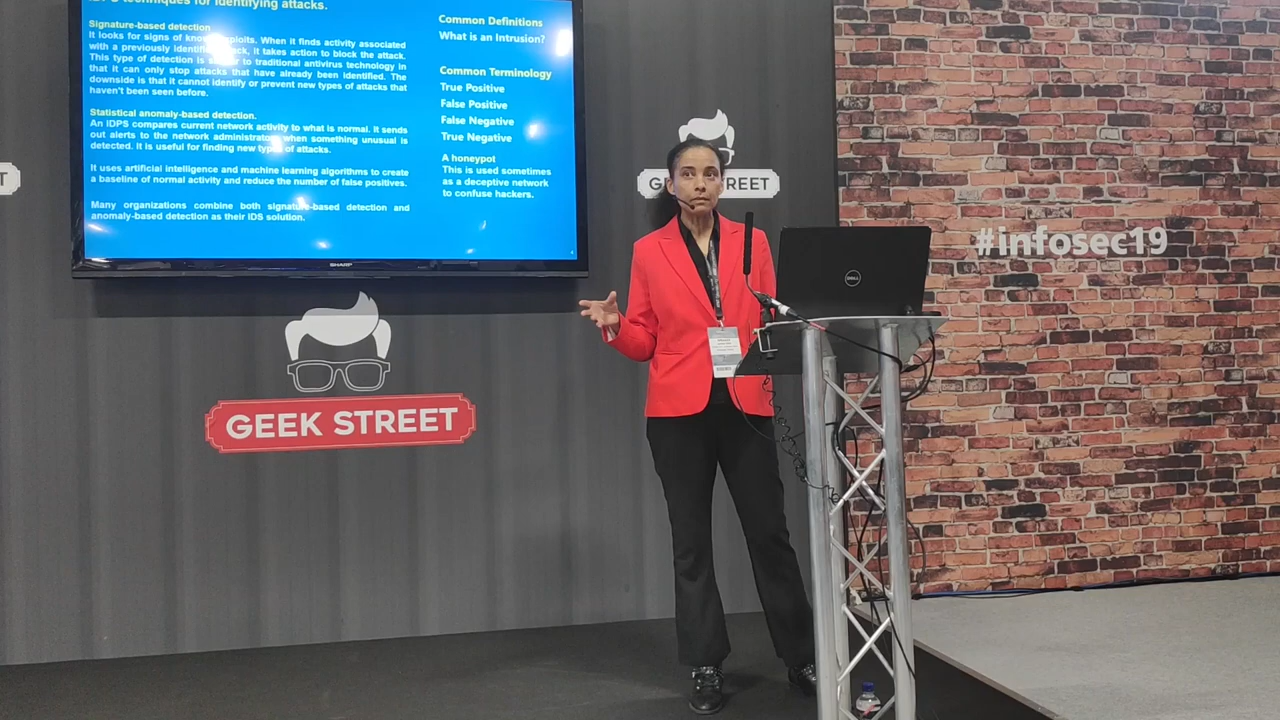 techniques for identifying attacks.
Signature-based detection
It looks for signs of known exploits. When it finds activity associated
with a previously identified attack, it takes action to block the attack.
This type of detection is similar to traditional antivirus technology in
that it can only stop attacks that have already been identified. The
downside is that it cannot identify or prevent new types of attacks that
haven't been seen before.
Statistical anomaly-based detection.
An IDPS compares current network activity to what is normal. It sends
out alerts to the network administrator when something unusual is
detected. It is useful for finding new types of attacks.
It uses artificial intelligence and machine learning algorithms to create
a baseline of normal activity and reduce the number of false positives.
Many organizations combine both signature-based detection and
anomaly-based detection as their IDS solution.
Common Definitions
What is an Intrusion?
Common Terminology
True Positive
False Positive
False Negative
True Negative
A honeypot
This is used sometimes
as a deceptive network
to confuse hackers.
SHARP
T
G STREET
#infosec19
DELL
GEEK STREET